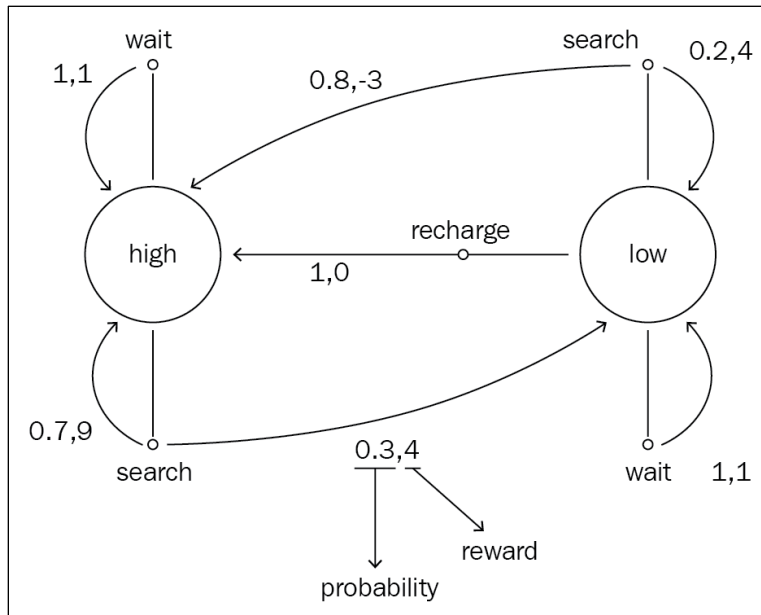 wait
search
0.2,4
1,1
0.8,-3
recharge
high
low
1,0
0.7,9
0.3,4
search
wait
1,1
reward
probability